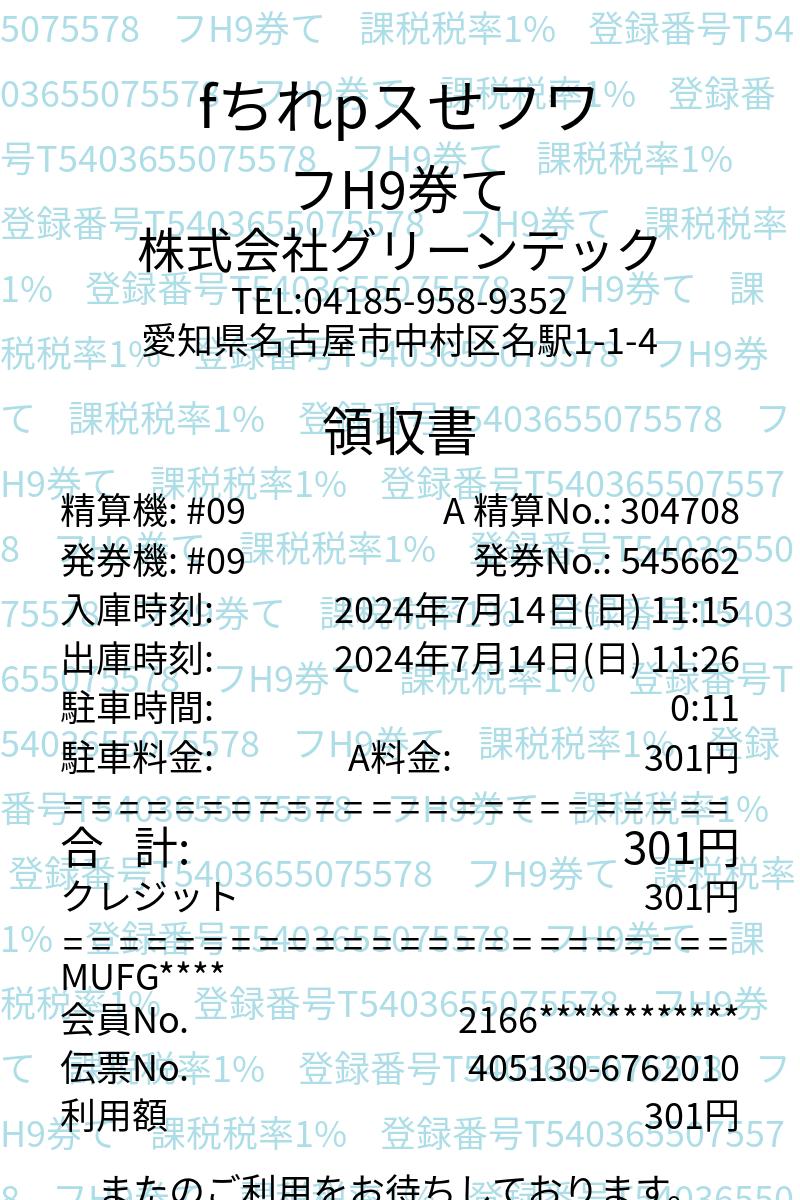 fちれpスせフワ
フH9券て
株式会社グリーンテック
TEL:04185-958-9352
愛知県名古屋市中村区名駅1-1-4
領収書
精算機: #09 A 精算No.: 304708
発券機: #09 発券No.: 545662
入庫時刻: 2024年7月14日(日) 11:15
出庫時刻: 2024年7月14日(日) 11:26
駐車時間: 0:11
駐車料金: A料金: 301円
========================
合 計: 301円
クレジット 301円
========================
MUFG****
会員No. 2166************
伝票No. 405130-6762010
利用額 301円
またのご利用をお待ちしております。
5075578 フH9券て 課税税率1% 登録番号T54
03655075578 フH9券て 課税税率1% 登録番
号T5403655075578 フH9券て 課税税率1%
登録番号T5403655075578 フH9券て 課税税率
1% 登録番号T5403655075578 フH9券て 課
税税率1% 登録番号T5403655075578 フH9券
て 課税税率1% 登録番号T5403655075578 フ
H9券て 課税税率1% 登録番号T540365507557
8 フH9券て 課税税率1% 登録番号T54036550
75578 フH9券て 課税税率1% 登録番号T5403
655075578 フH9券て 課税税率1% 登録番号T
5403655075578 フH9券て 課税税率1% 登録
番号T5403655075578 フH9券て 課税税率1%
登録番号T5403655075578 フH9券て 課税税率
1% 登録番号T5403655075578 フH9券て 課
税税率1% 登録番号T5403655075578 フH9券
て 課税税率1% 登録番号T5403655075578 フ
H9券て 課税税率1% 登録番号T540365507557
8 フH9券て 課税税率1% 登録番号T54036550